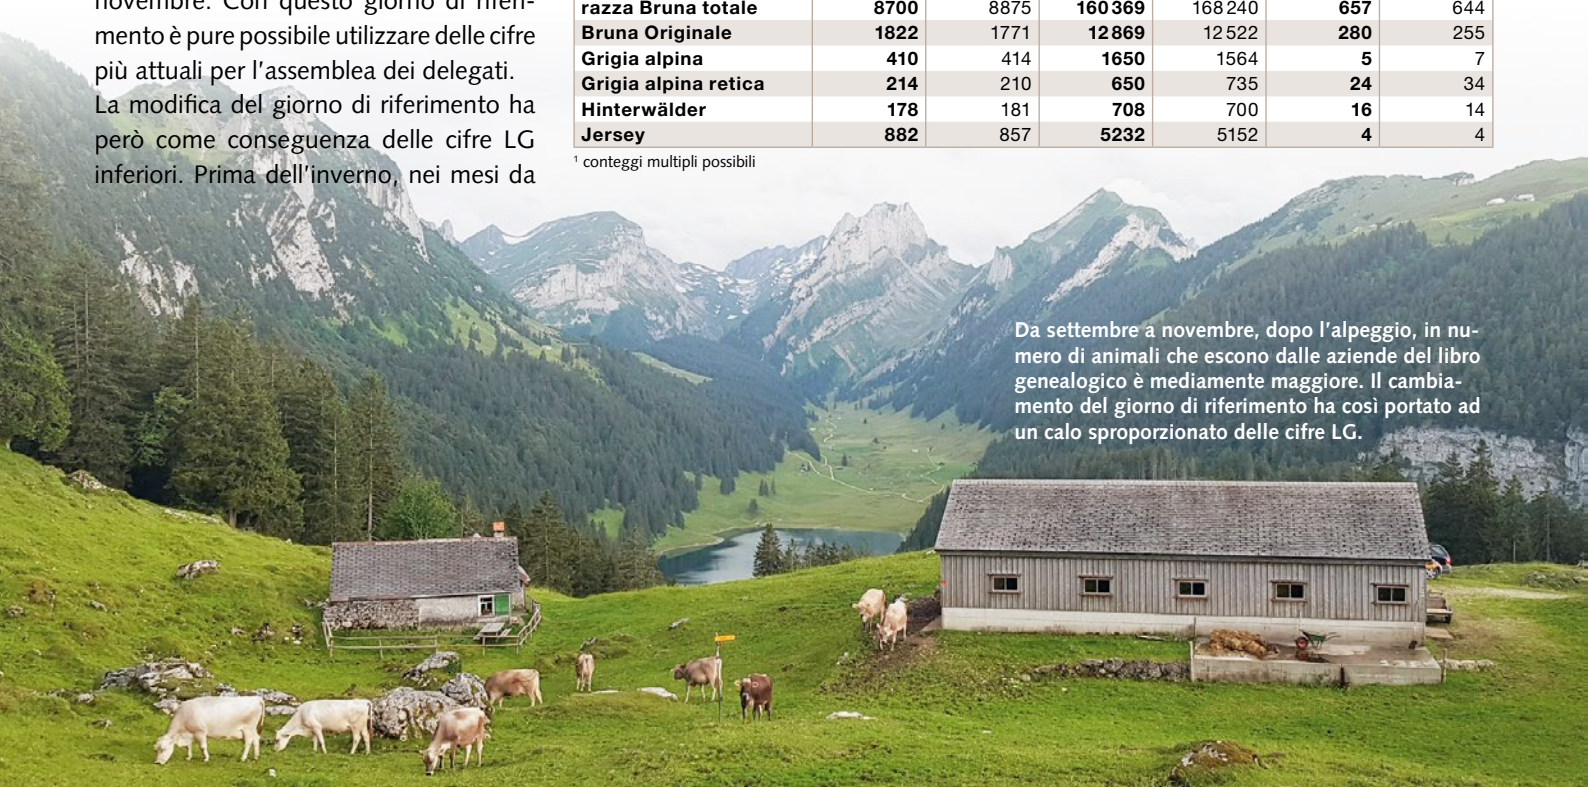 novembre. Con questo giorno di riferi-
mento è pure possibile utilizzare delle cifre
più attuali per l'assemblea dei delegati.
La modifica del giorno di riferimento ha
però come conseguenza delle cifre LG
inferiori. Prima dell'inverno, nei mesi da
razza Bruna totale 8700 8875 160 369 168 240 657 644
Bruna Originale 1822 1771 12 869 12 522 280 255
Grigia alpina 410 414 1650 1564 5 7
Grigia alpina retica 214 210 650 735 24 34
Hinterwälder 178 181 708 700 16 14
Jersey 882 857 5232 5152 4 4
¹ conteggi multipli possibili
Da settembre a novembre, dopo l'alpeggio, in nu-
mero di animali che escono dalle aziende del libro
genealogico è mediamente maggiore. Il cambia-
mento del giorno di riferimento ha così portato ad
un calo sproporzionato delle cifre LG.